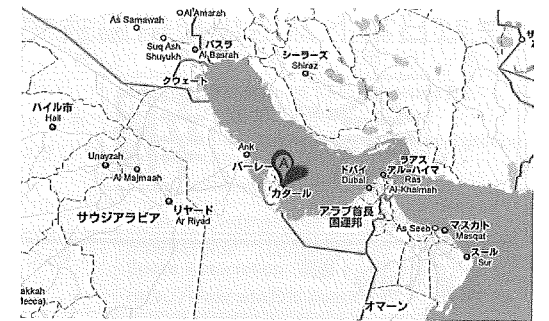 Al'Amarah
As Samawah
Suq Ash
Shuyukh
バスラ
Al Basrah
シーラーズ
Shiraz
クウェート
ハイル市
Hail
Ank
Unayzah
Al Majmaah
バーレー
A
カタール
ドバイ
Dubai
ラアス
アル=ハイマ
Ras
Al-Khaimah
サウジアラビア
リヤード
Ar Riyad
アラブ首長
国連邦
As Seeb
マスカト
Masqat
スール
Sur
akkah
Mecca)
オマーン